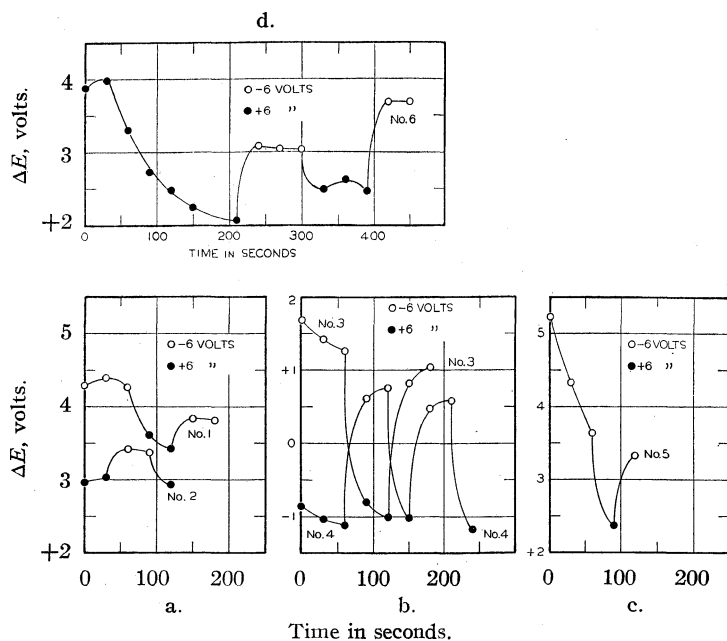 d.
ΔE, volts.
4
3
+2
○ -6 VOLTS
● +6 "
No.6
0 100 200 300 400
TIME IN SECONDS
ΔE, volts.
5
4
3
+2
○ -6 VOLTS
● +6 "
No.1
No.2
0 100 200
a.
2
+1
0
-1
○ -6 VOLTS
● +6 "
No.3
No.3
No.4
No.4
0 100 200
b.
5
4
3
+2
○ -6 VOLTS
● +6 "
No.5
0 100 200
c.
Time in seconds.